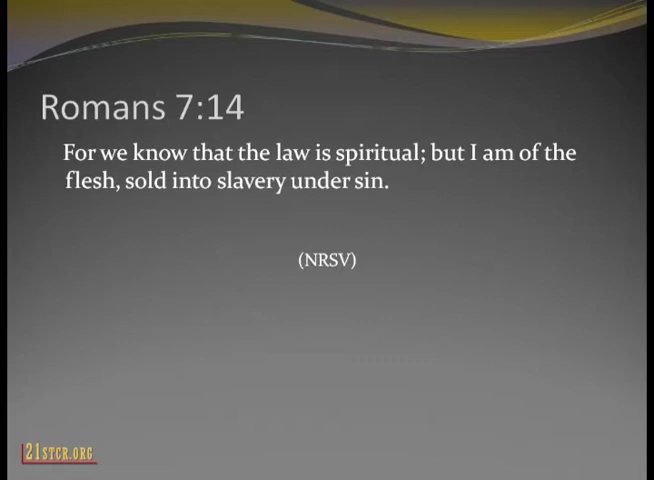 Romans 7:14
For we know that the law is spiritual; but I am of the
flesh, sold into slavery under sin.
(NRSV)
21STCR.ORG